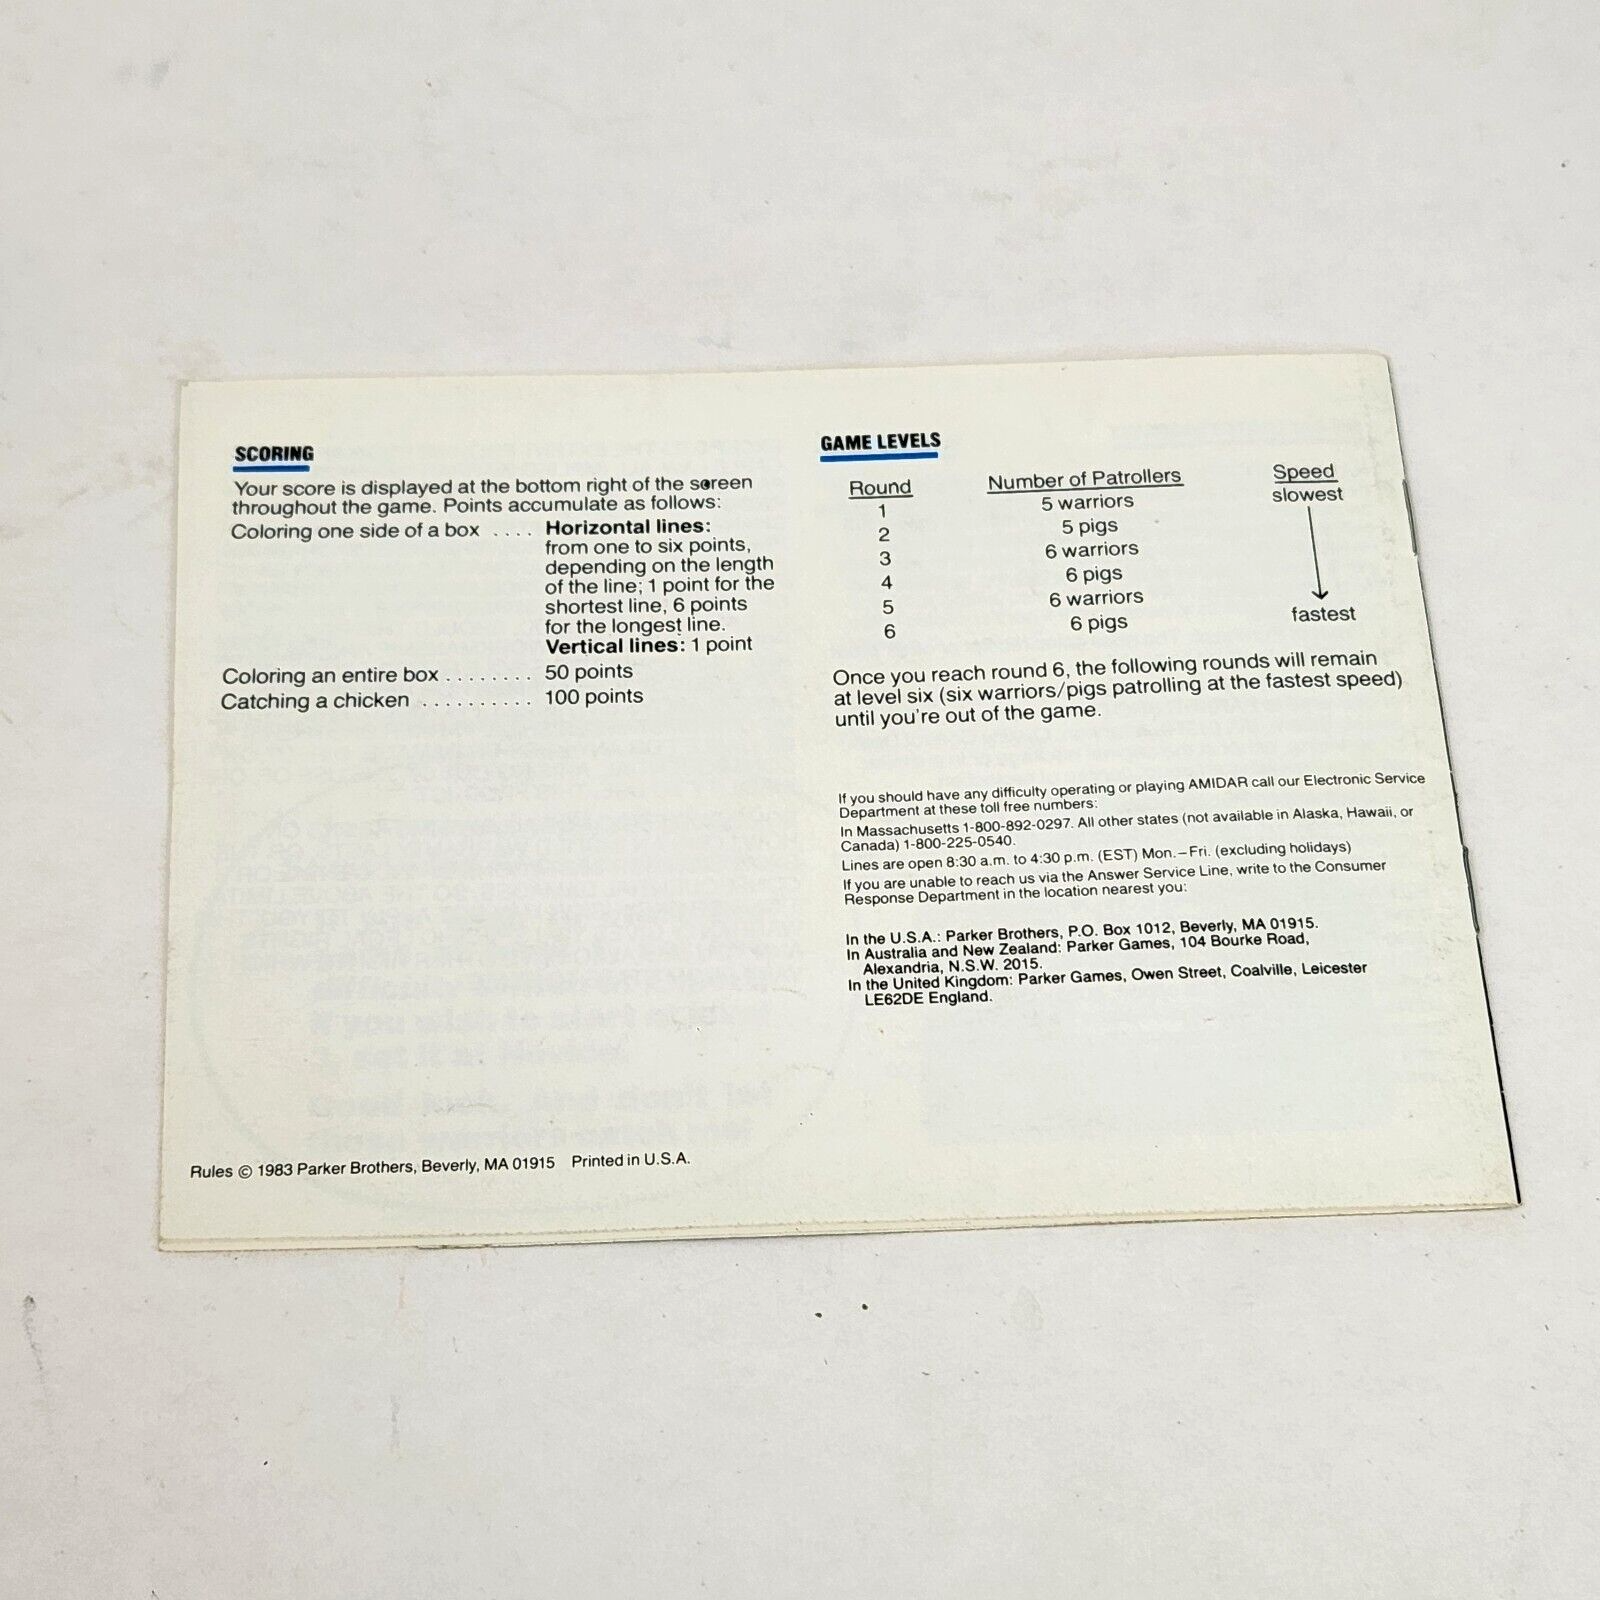 SCORING
Your score is displayed at the bottom right of the screen
throughout the game. Points accumulate as follows:
Coloring one side of a box .... Horizontal lines:
from one to six points,
depending on the length
of the line; 1 point for the
shortest line, 6 points
for the longest line.
Vertical lines: 1 point
Coloring an entire box ........ 50 points
Catching a chicken .......... 100 points
Rules © 1983 Parker Brothers, Beverly, MA 01915 Printed in U.S.A.
GAME LEVELS
Round Number of Patrollers Speed
1 5 warriors slowest
2 5 pigs
3 6 warriors
4 6 pigs
5 6 warriors
6 6 pigs fastest
Once you reach round 6, the following rounds will remain
at level six (six warriors/pigs patrolling at the fastest speed)
until you're out of the game.
If you should have any difficulty operating or playing AMIDAR call our Electronic Service
Department at these toll free numbers:
In Massachusetts 1-800-892-0297. All other states (not available in Alaska, Hawaii, or
Canada) 1-800-225-0540.
Lines are open 8:30 a.m. to 4:30 p.m. (EST) Mon.–Fri. (excluding holidays)
If you are unable to reach us via the Answer Service Line, write to the Consumer
Response Department in the location nearest you:
In the U.S.A.: Parker Brothers, P.O. Box 1012, Beverly, MA 01915.
In Australia and New Zealand: Parker Games, 104 Bourke Road,
Alexandria, N.S.W. 2015.
In the United Kingdom: Parker Games, Owen Street, Coalville, Leicester
LE62DE England.